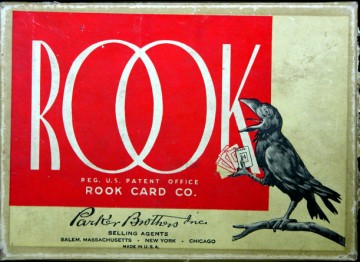 ROOK
REG. U.S. PATENT OFFICE
ROOK CARD CO.
Parker Brothers Inc.
SELLING AGENTS
SALEM, MASSACHUSETTS • NEW YORK • CHICAGO
MADE IN U.S.A.